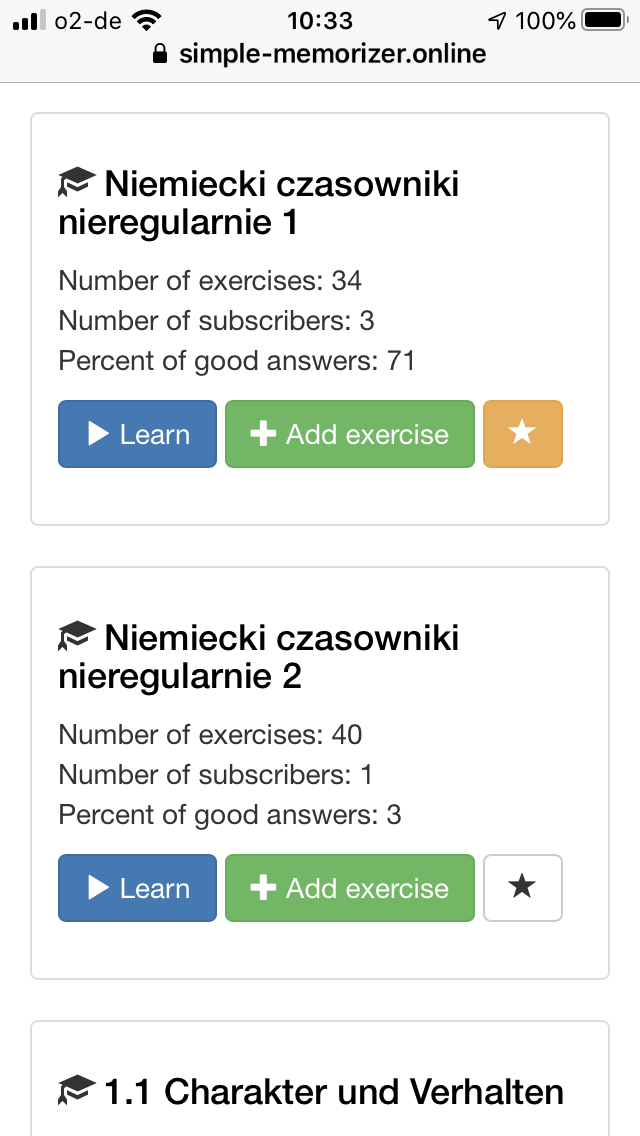 o2-de 10:33 100%
simple-memorizer.online
Niemiecki czasowniki
nieregularnie 1
Number of exercises: 34
Number of subscribers: 3
Percent of good answers: 71
Learn Add exercise
Niemiecki czasowniki
nieregularnie 2
Number of exercises: 40
Number of subscribers: 1
Percent of good answers: 3
Learn Add exercise
1.1 Charakter und Verhalten